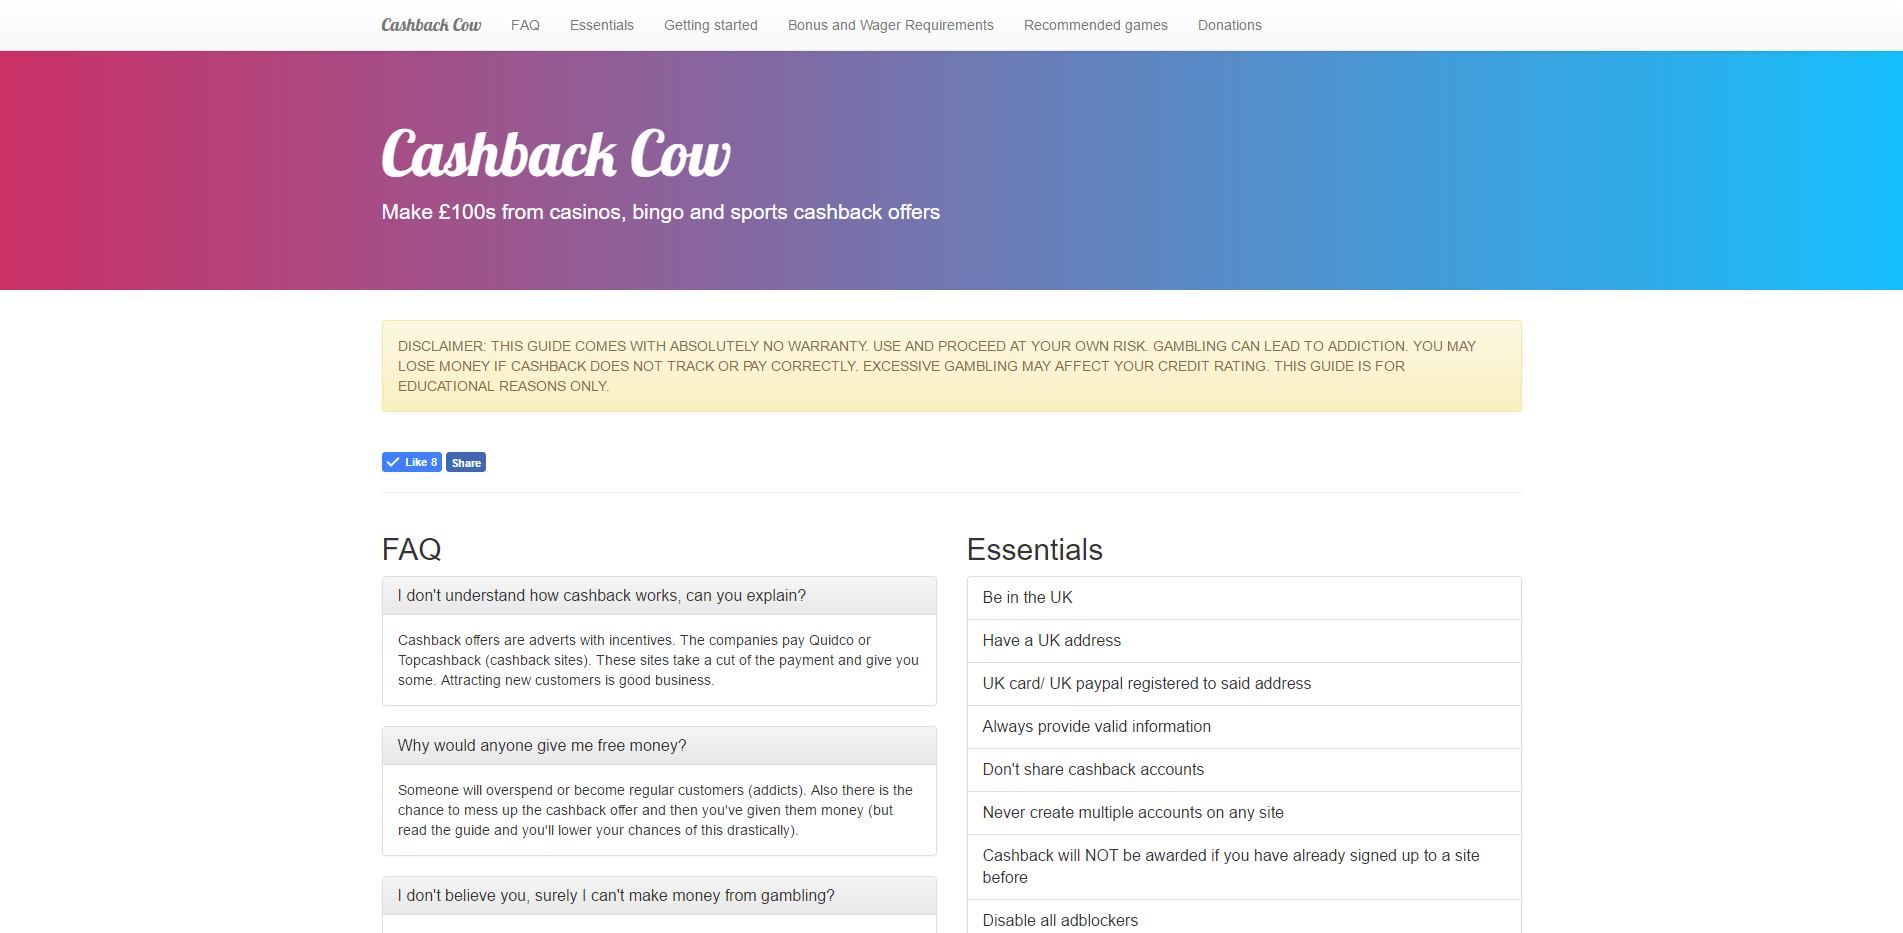 Cashback Cow FAQ Essentials Getting started Bonus and Wager Requirements Recommended games Donations
Cashback Cow
Make £100s from casinos, bingo and sports cashback offers
DISCLAIMER: THIS GUIDE COMES WITH ABSOLUTELY NO WARRANTY. USE AND PROCEED AT YOUR OWN RISK. GAMBLING CAN LEAD TO ADDICTION. YOU MAY
LOSE MONEY IF CASHBACK DOES NOT TRACK OR PAY CORRECTLY. EXCESSIVE GAMBLING MAY AFFECT YOUR CREDIT RATING. THIS GUIDE IS FOR
EDUCATIONAL REASONS ONLY.
Like 8 Share
FAQ
I don't understand how cashback works, can you explain?
Cashback offers are adverts with incentives. The companies pay Quidco or
Topcashback (cashback sites). These sites take a cut of the payment and give you
some. Attracting new customers is good business.
Why would anyone give me free money?
Someone will overspend or become regular customers (addicts). Also there is the
chance to mess up the cashback offer and then you've given them money (but
read the guide and you'll lower your chances of this drastically).
I don't believe you, surely I can't make money from gambling?
Essentials
Be in the UK
Have a UK address
UK card/ UK paypal registered to said address
Always provide valid information
Don't share cashback accounts
Never create multiple accounts on any site
Cashback will NOT be awarded if you have already signed up to a site
before
Disable all adblockers